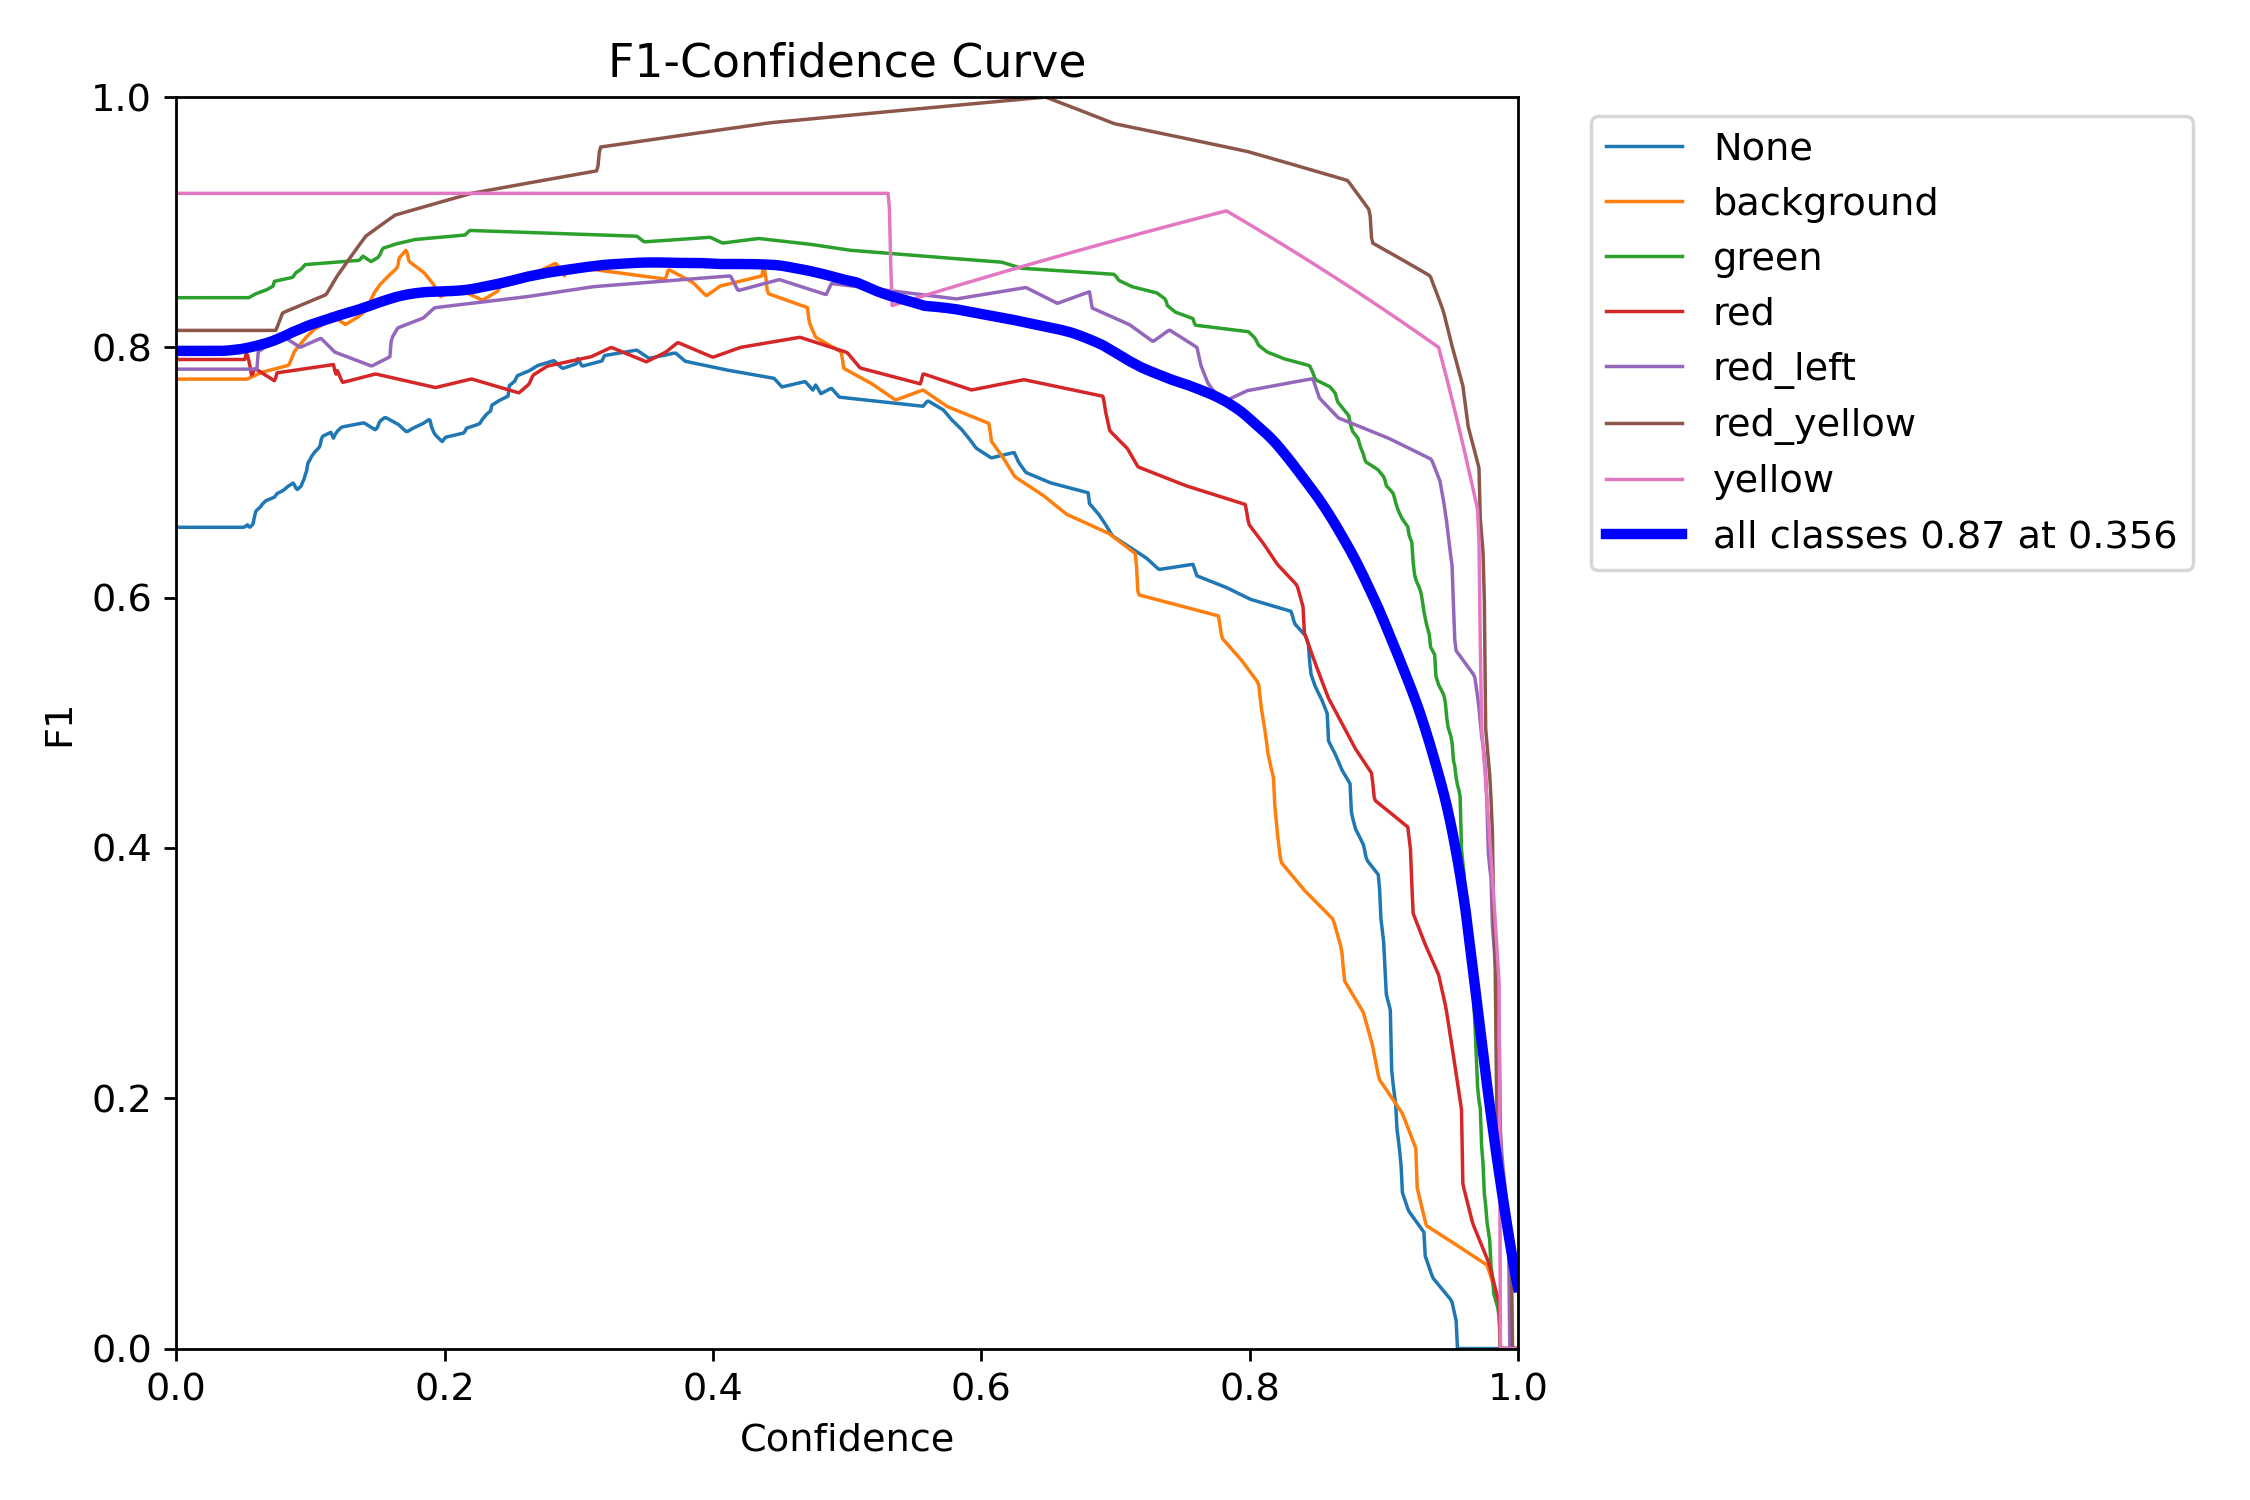 F1-Confidence Curve
1.0
0.8
0.6
0.4
0.2
0.0
F1
0.0 0.2 0.4 0.6 0.8 1.0
Confidence
None
background
green
red
red_left
red_yellow
yellow
all classes 0.87 at 0.356